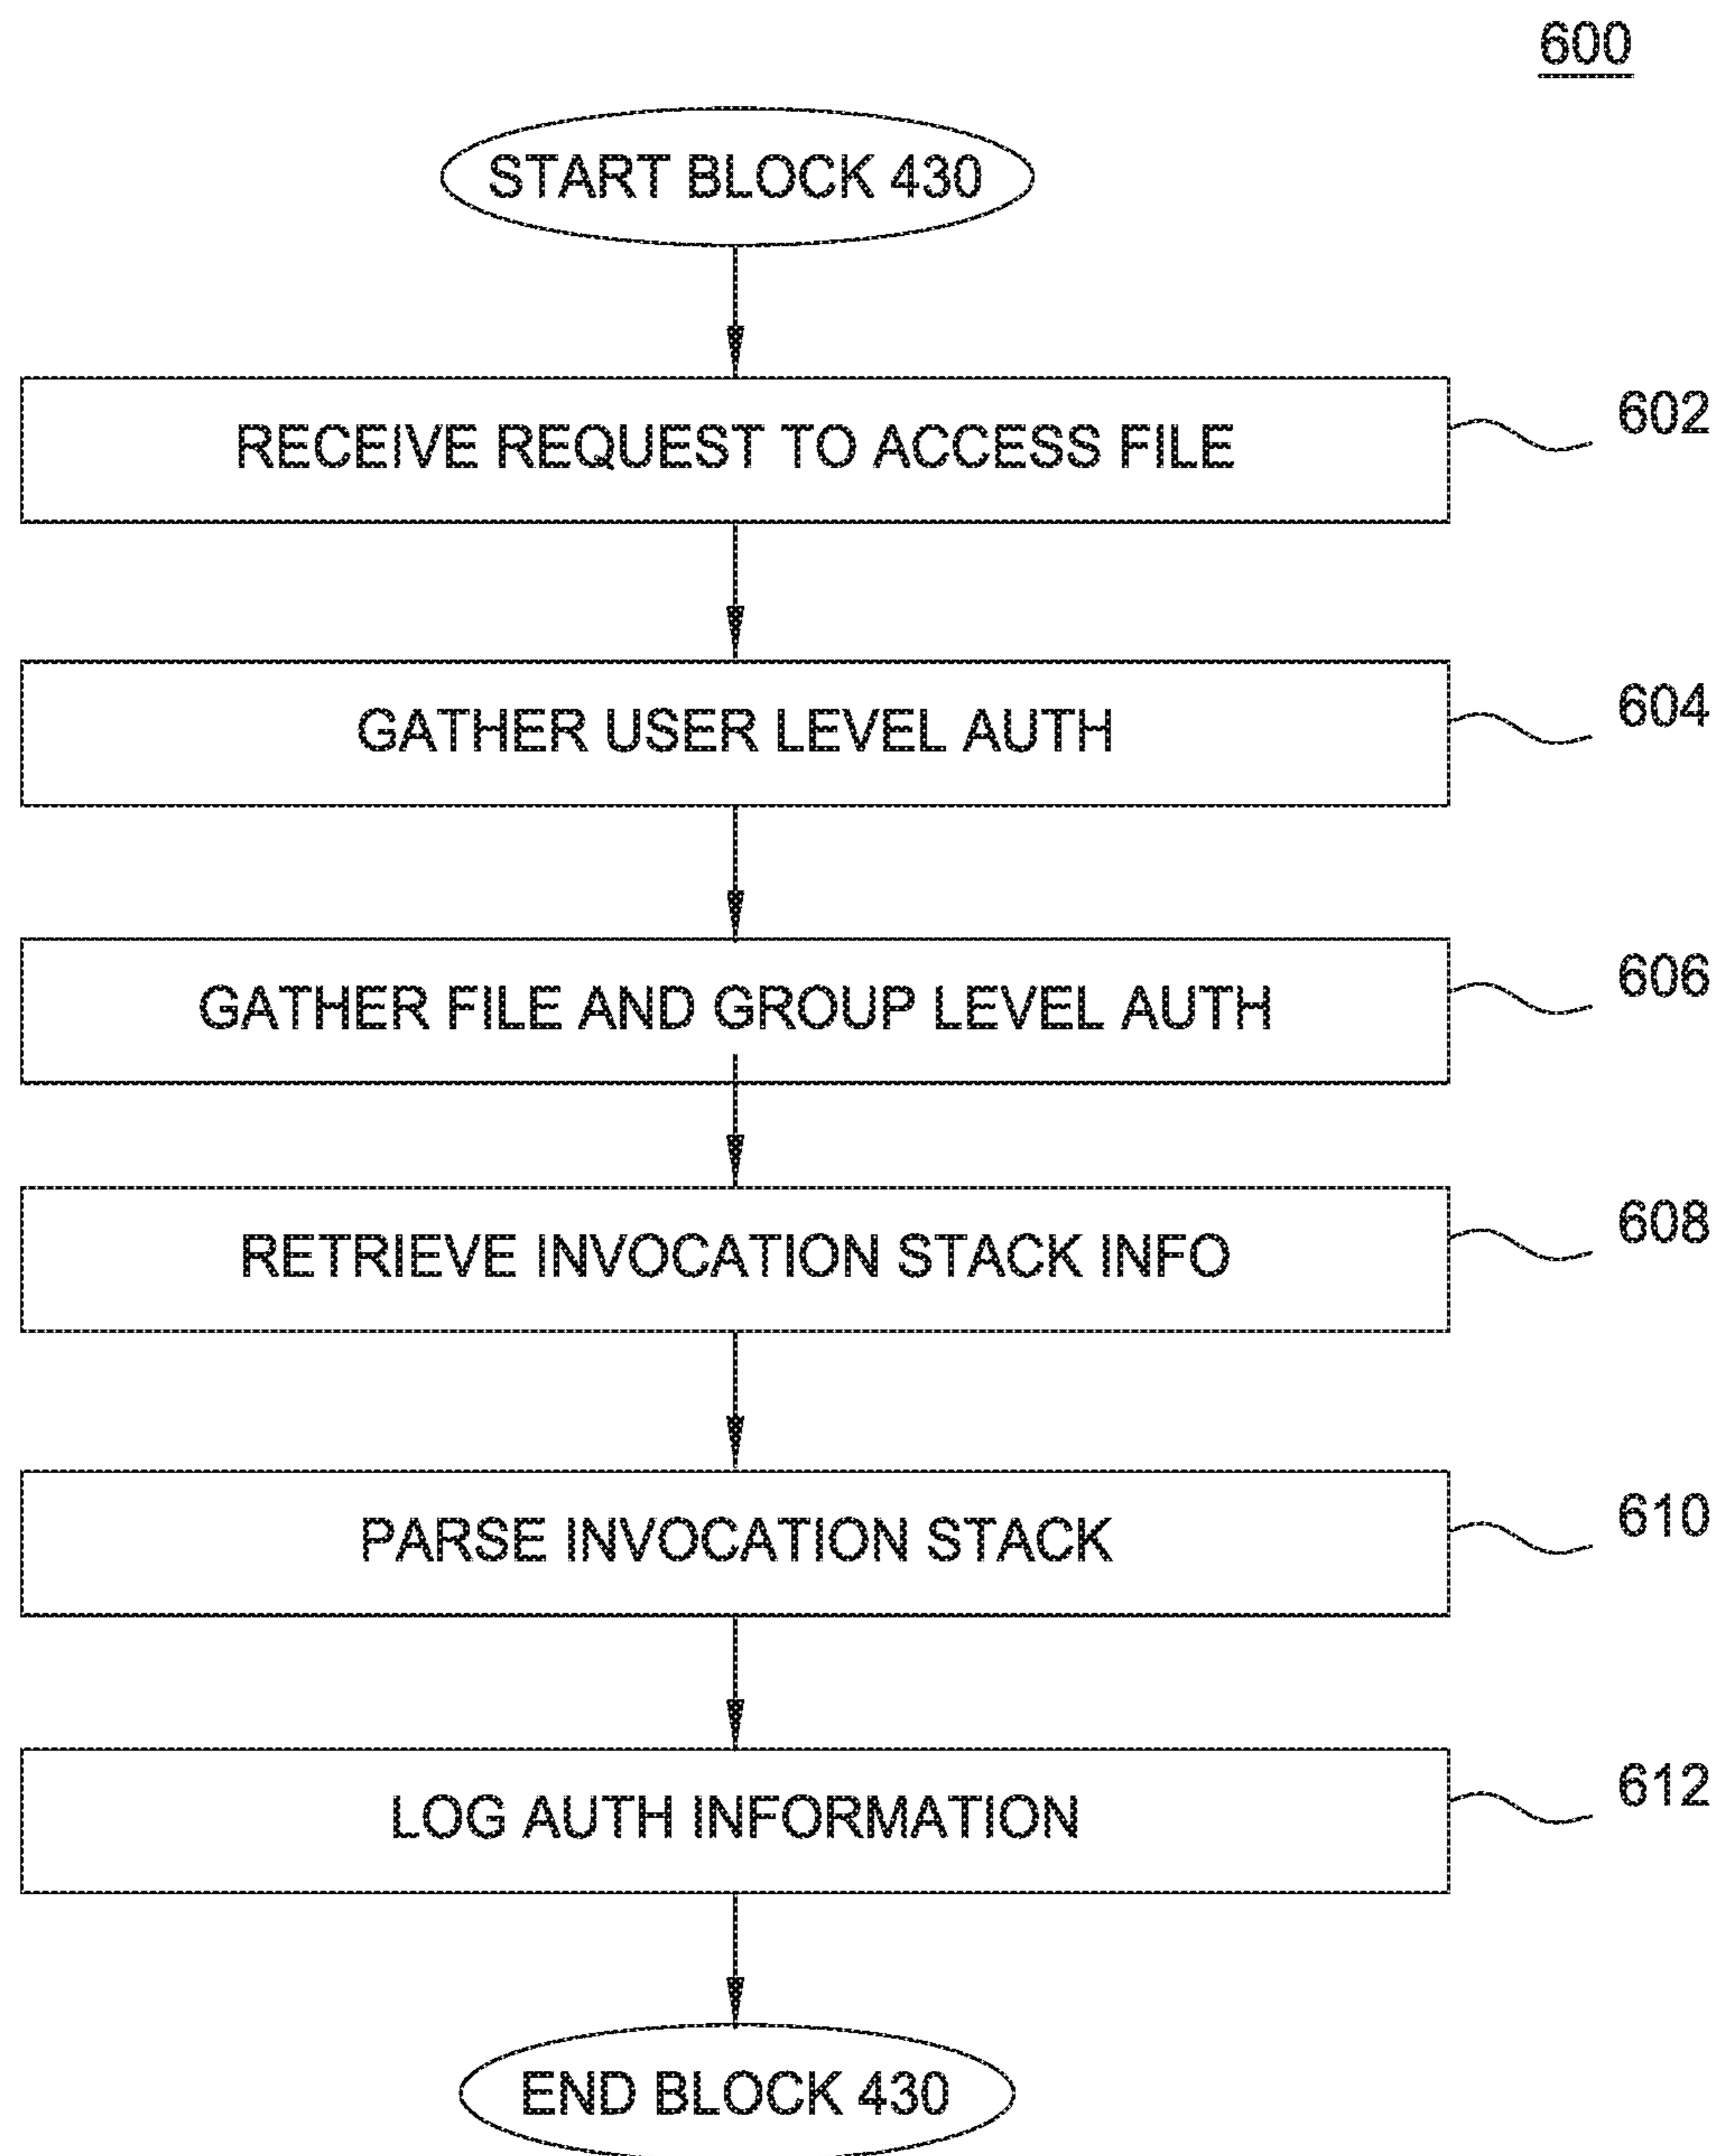 600
START BLOCK 430
RECEIVE REQUEST TO ACCESS FILE
602
GATHER USER LEVEL AUTH
604
GATHER FILE AND GROUP LEVEL AUTH
606
RETRIEVE INVOCATION STACK INFO
608
PARSE INVOCATION STACK
610
LOG AUTH INFORMATION
612
END BLOCK 430